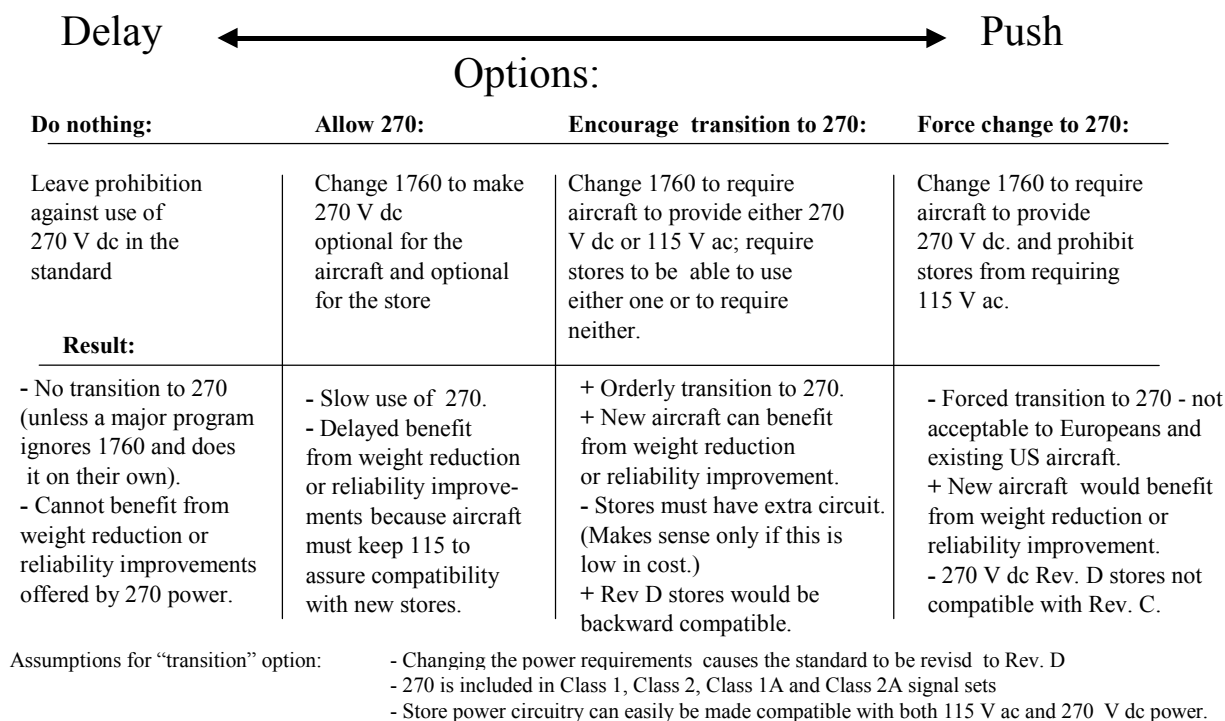 Delay
Push
Options:
Do nothing:
Allow 270:
Encourage transition to 270:
Force change to 270:
Leave prohibition
against use of
270 V dc in the
standard
Change 1760 to make
270 V dc
optional for the
aircraft and optional
for the store
Change 1760 to require
aircraft to provide either 270
V dc or 115 V ac; require
stores to be able to use
either one or to require
neither.
Change 1760 to require
aircraft to provide
270 V dc. and prohibit
stores from requiring
115 V ac.
Result:
- No transition to 270
(unless a major program
ignores 1760 and does
it on their own).
- Cannot benefit from
weight reduction or
reliability improvements
offered by 270 power.
- Slow use of 270.
- Delayed benefit
from weight reduction
or reliability improve-
ments because aircraft
must keep 115 to
assure compatibility
with new stores.
+ Orderly transition to 270.
+ New aircraft can benefit
from weight reduction
or reliability improvement.
- Stores must have extra circuit.
(Makes sense only if this is
low in cost.)
+ Rev D stores would be
backward compatible.
- Forced transition to 270 - not
acceptable to Europeans and
existing US aircraft.
+ New aircraft would benefit
from weight reduction or
reliability improvement.
- 270 V dc Rev. D stores not
compatible with Rev. C.
Assumptions for “transition” option:
- Changing the power requirements causes the standard to be revisd to Rev. D
- 270 is included in Class 1, Class 2, Class 1A and Class 2A signal sets
- Store power circuitry can easily be made compatible with both 115 V ac and 270 V dc power.